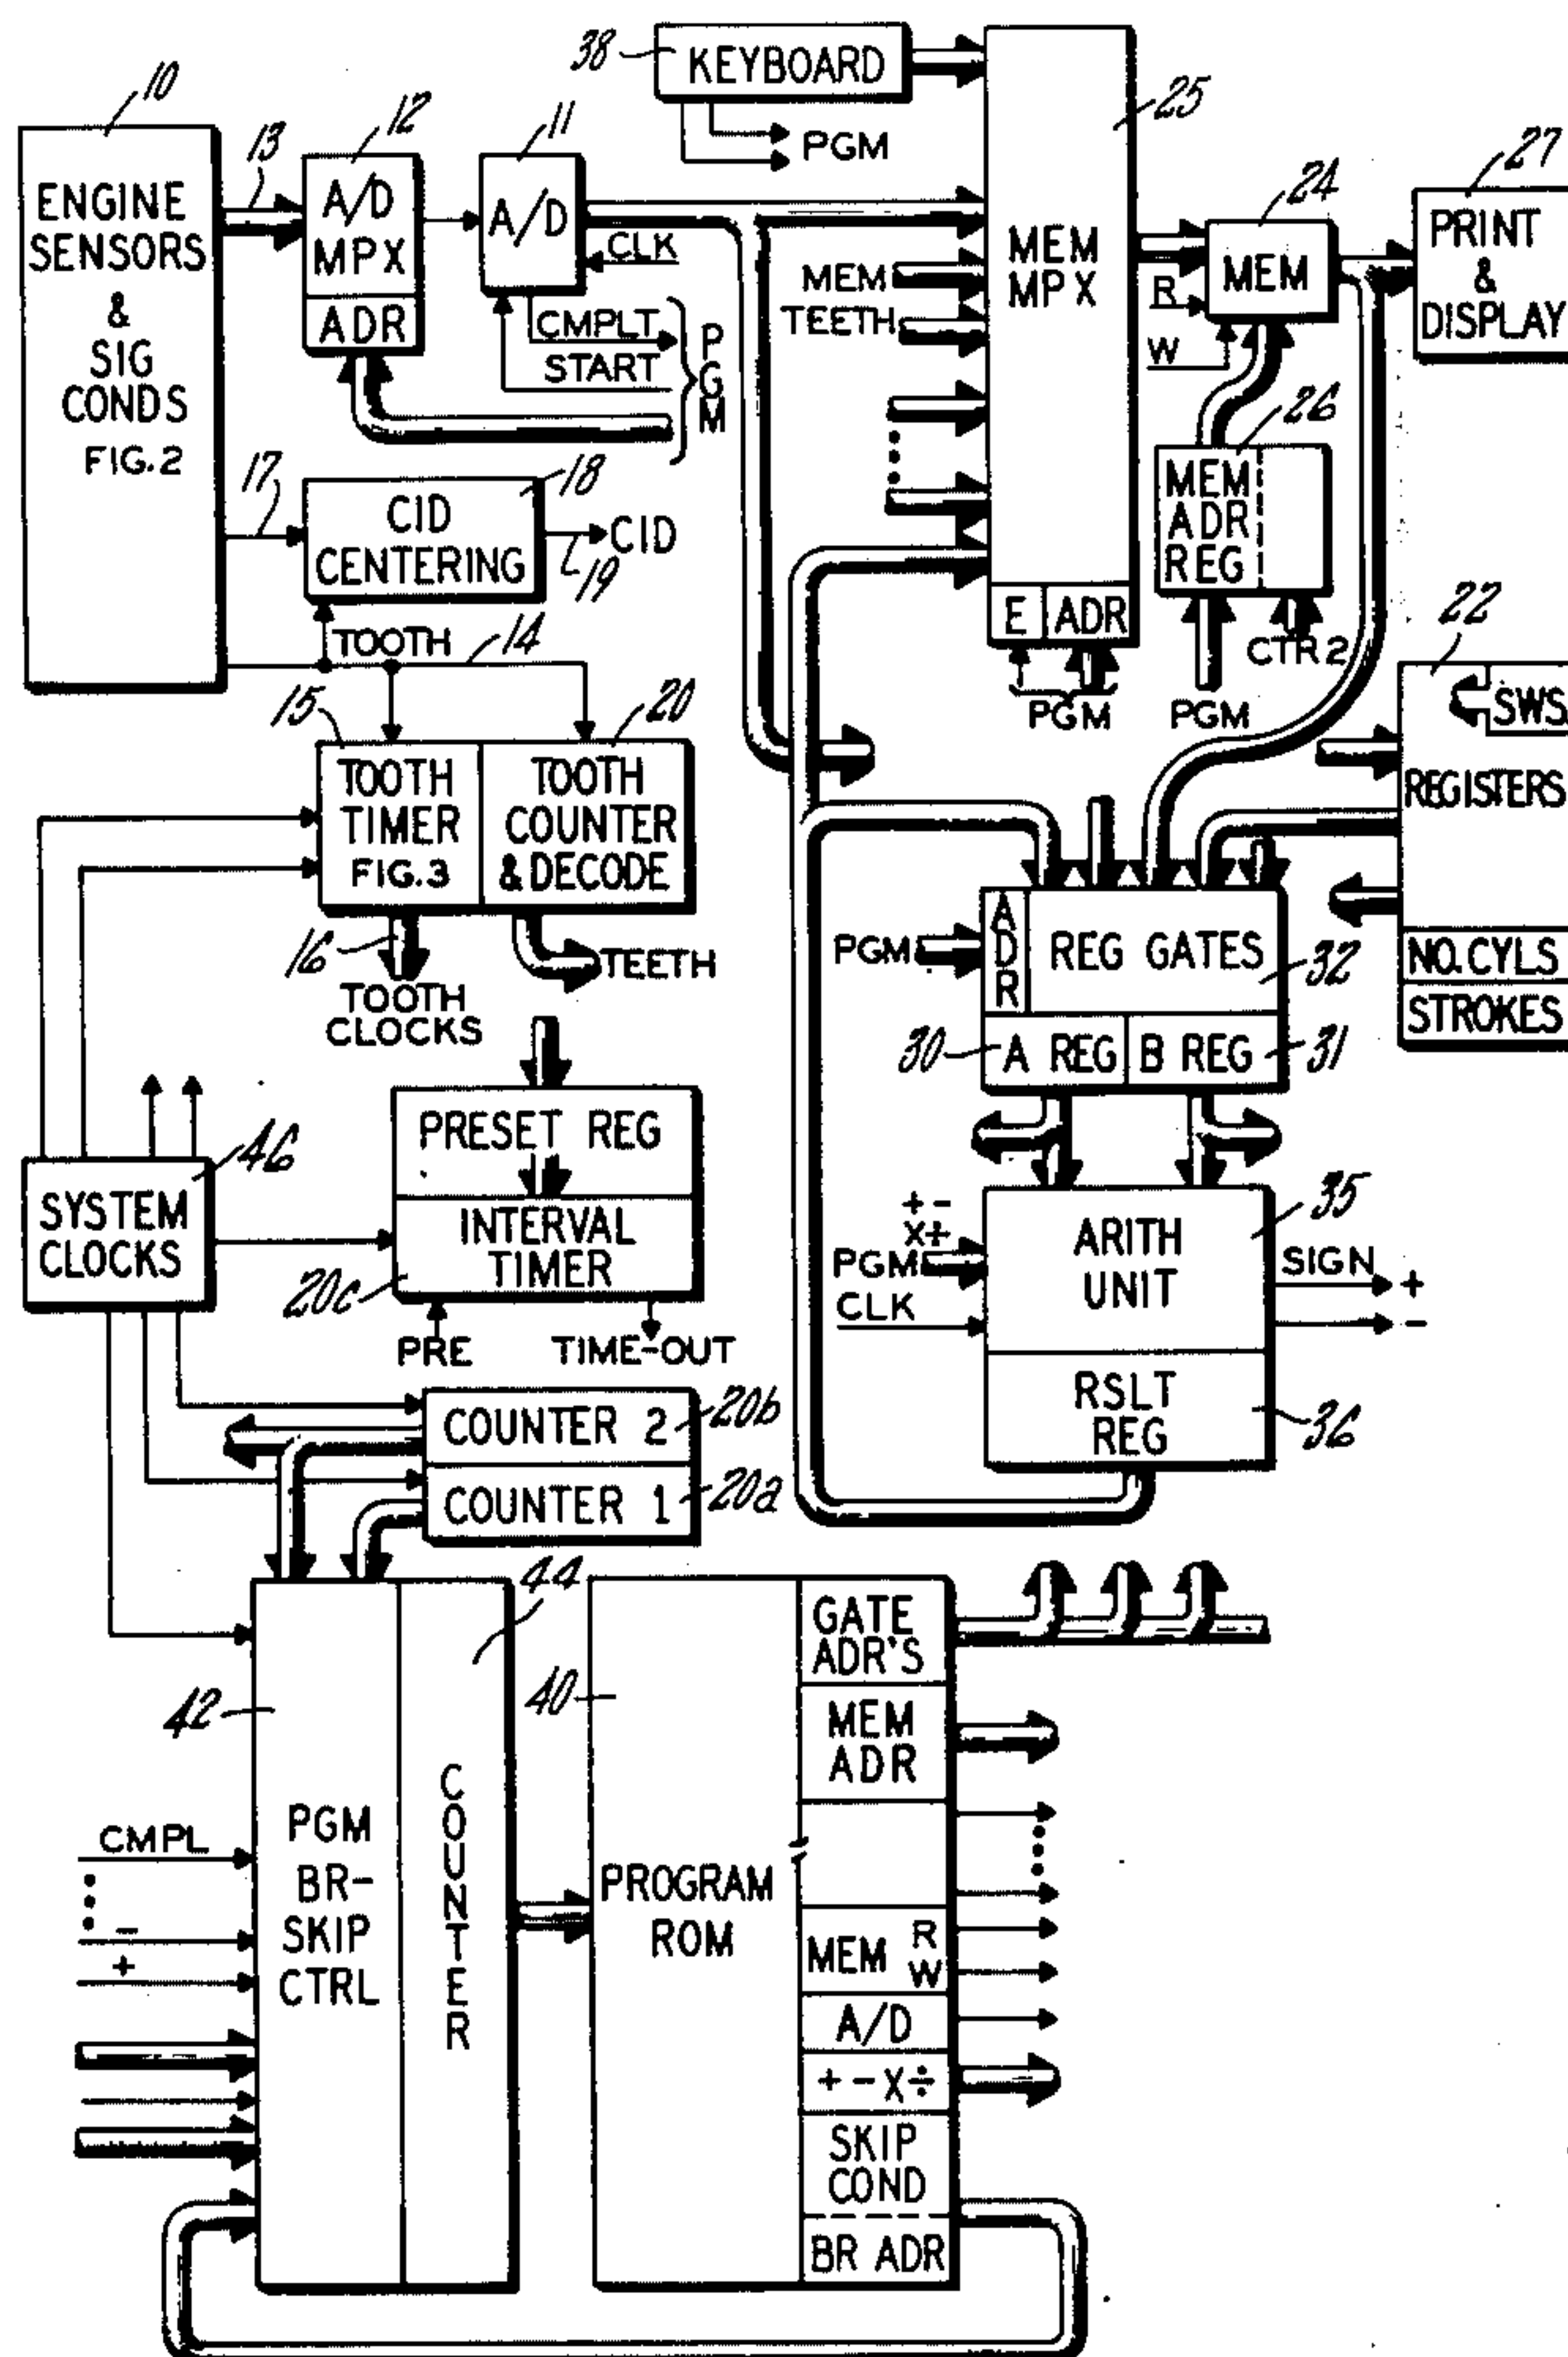 38
KEYBOARD
PGM
10
ENGINE
SENSORS
&
SIG
CONDS
FIG. 2
13
12
A/D
MPX
ADR
11
A/D
CLK
CMPLT
START
PGM
25
MEM
MPX
MEM
TEETH
E
ADR
PGM
24
MEM
R
W
27
PRINT
&
DISPLAY
26
MEM
ADR
REG
PGM
CTR 2
17
18
CID
CENTERING
CID
19
TOOTH
14
15
TOOTH
TIMER
FIG. 3
20
TOOTH
COUNTER
& DECODE
16
TOOTH
CLOCKS
TEETH
22
SWS
REGISTERS
NO. CYLS
STROKES
PGM
ADR
REG GATES
32
30
A REG
B REG
31
46
SYSTEM
CLOCKS
PRESET REG
INTERVAL
TIMER
20c
PRE
TIME-OUT
+ -
X ÷
PGM
CLK
ARITH
UNIT
35
SIGN
+
-
RSLT
REG
36
COUNTER 2
20b
COUNTER 1
20a
44
42
PGM
BR-
SKIP
CTRL
COUNTER
CMPL
-
+
40
PROGRAM
ROM
GATE
ADR'S
MEM
ADR
MEM
R
W
A/D
+ - X ÷
SKIP
COND
BR ADR